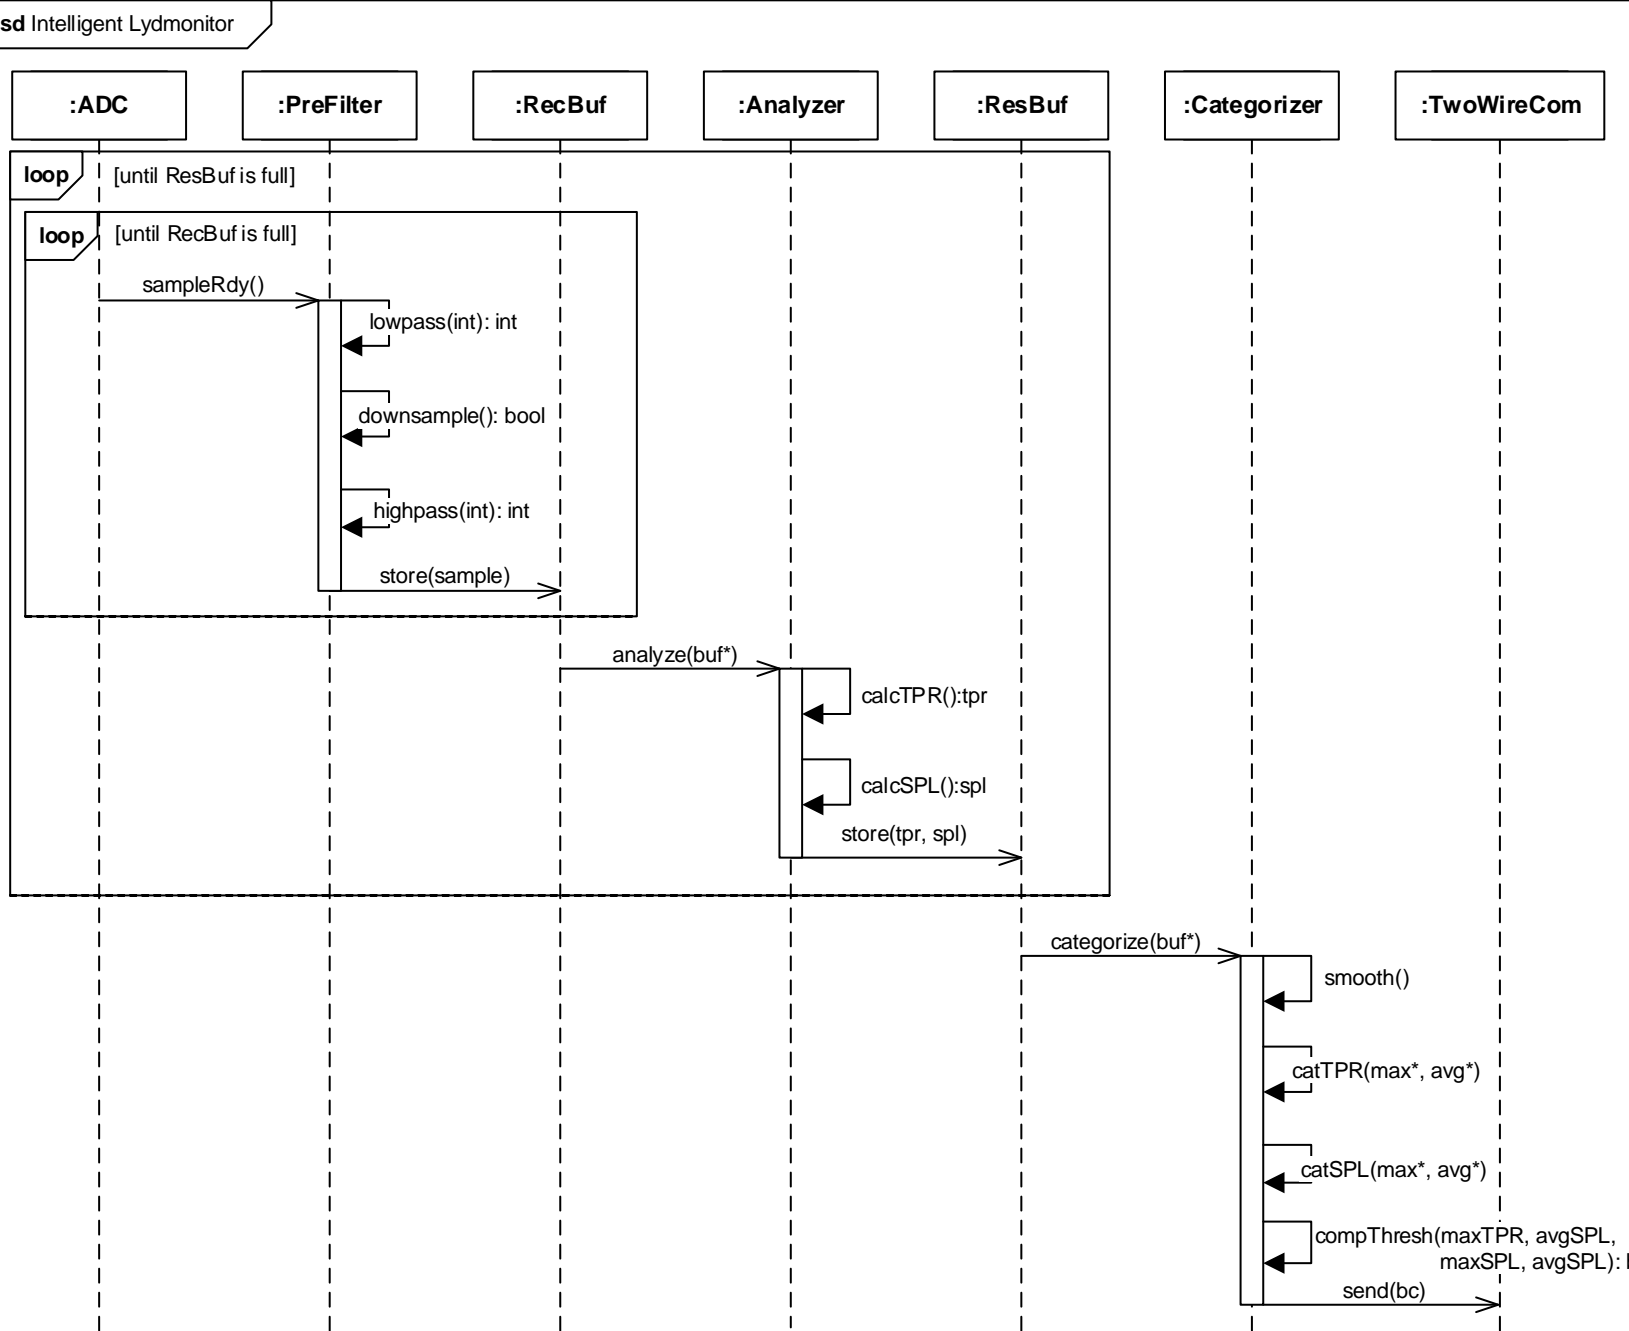 sd Intelligent Lydmonitor
:ADC
:PreFilter
:RecBuf
:Analyzer
:ResBuf
:Categorizer
:TwoWireCom
loop
[until ResBuf is full]
loop
[until RecBuf is full]
sampleRdy()
lowpass(int): int
downsample(): bool
highpass(int): int
store(sample)
analyze(buf*)
calcTPR():tpr
calcSPL():spl
store(tpr, spl)
categorize(buf*)
smooth()
catTPR(max*, avg*)
catSPL(max*, avg*)
compThresh(maxTPR, avgSPL,
maxSPL, avgSPL):
send(bc)